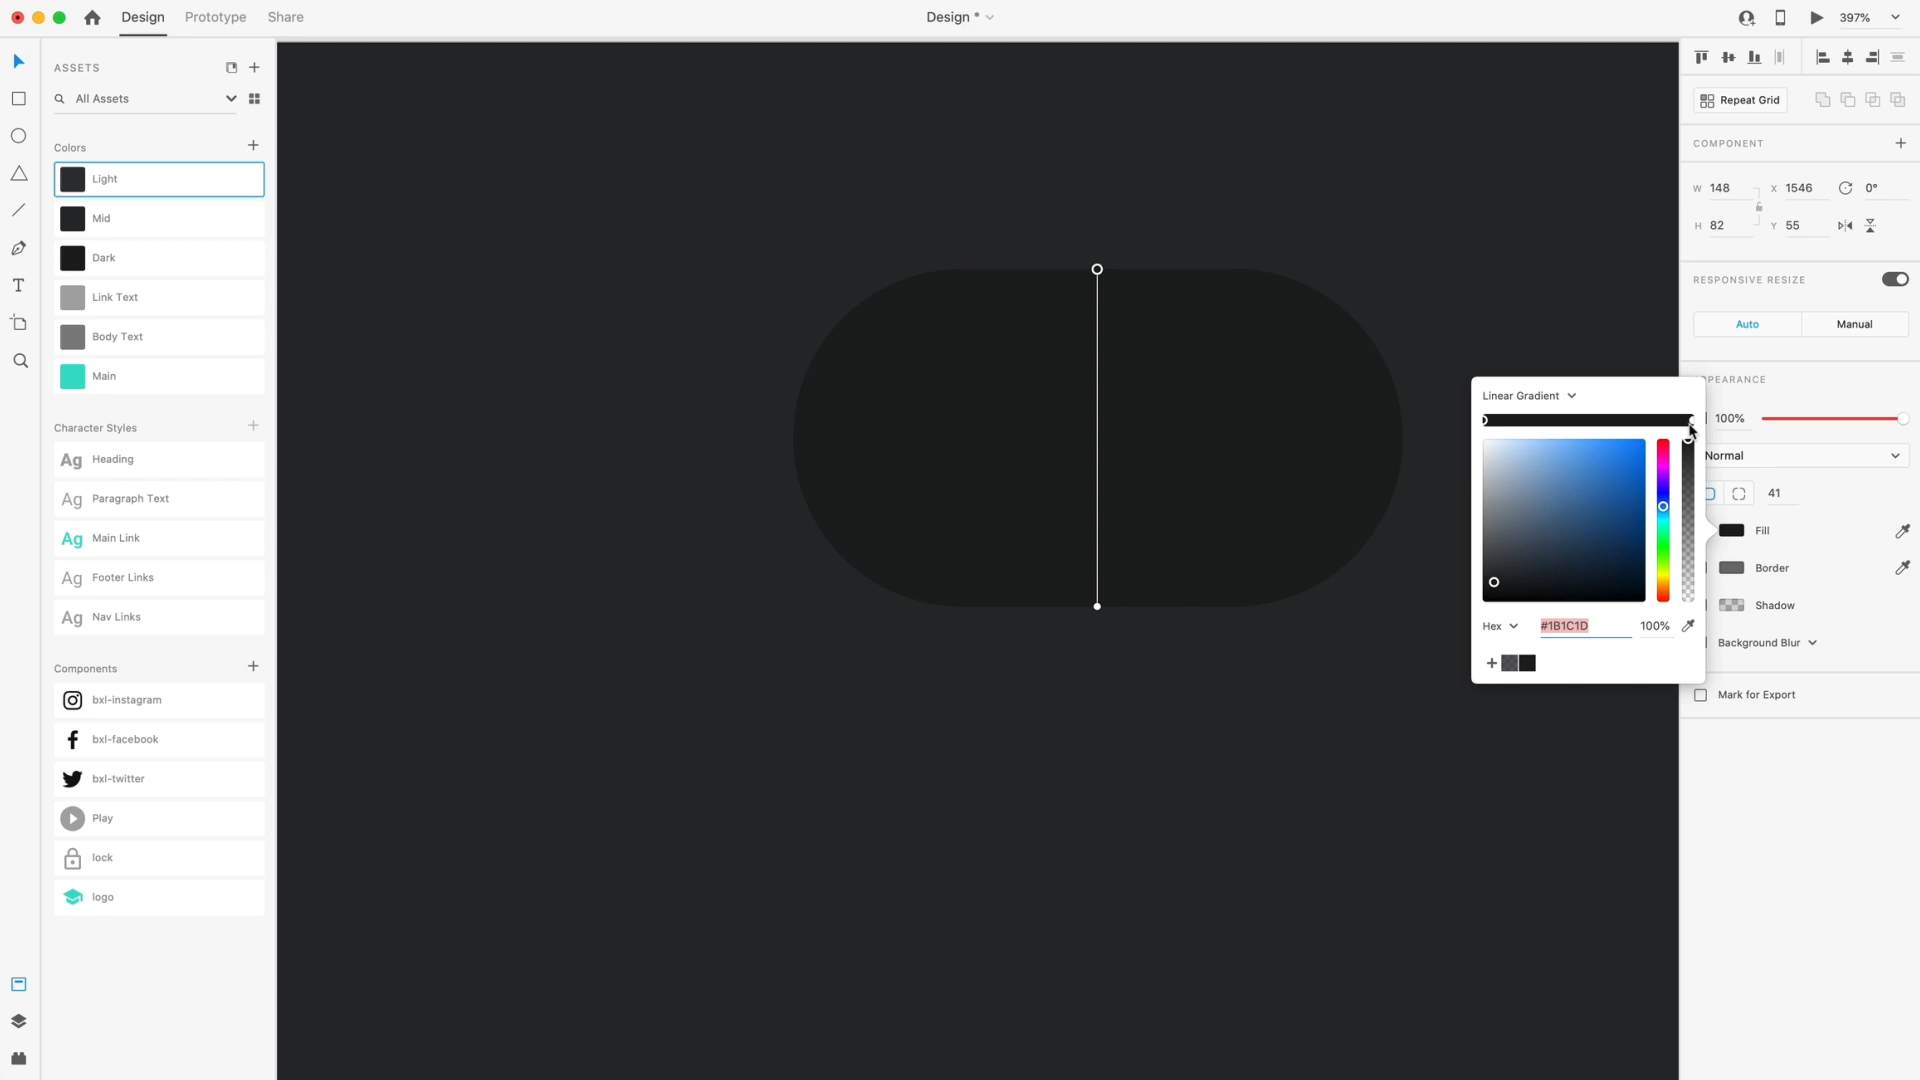 Design Prototype Share
Design *
397%
ASSETS
All Assets
Colors
Light
Mid
Dark
Link Text
Body Text
Main
Character Styles
Ag Heading
Ag Paragraph Text
Ag Main Link
Ag Footer Links
Ag Nav Links
Components
bxl-instagram
bxl-facebook
bxl-twitter
Play
lock
logo
Repeat Grid
COMPONENT
W 148 X 1546 0°
H 82 Y 55
RESPONSIVE RESIZE
Auto Manual
PEARANCE
100%
Normal
41
Fill
Border
Shadow
Background Blur
Mark for Export
Linear Gradient
Hex #1B1C1D 100%